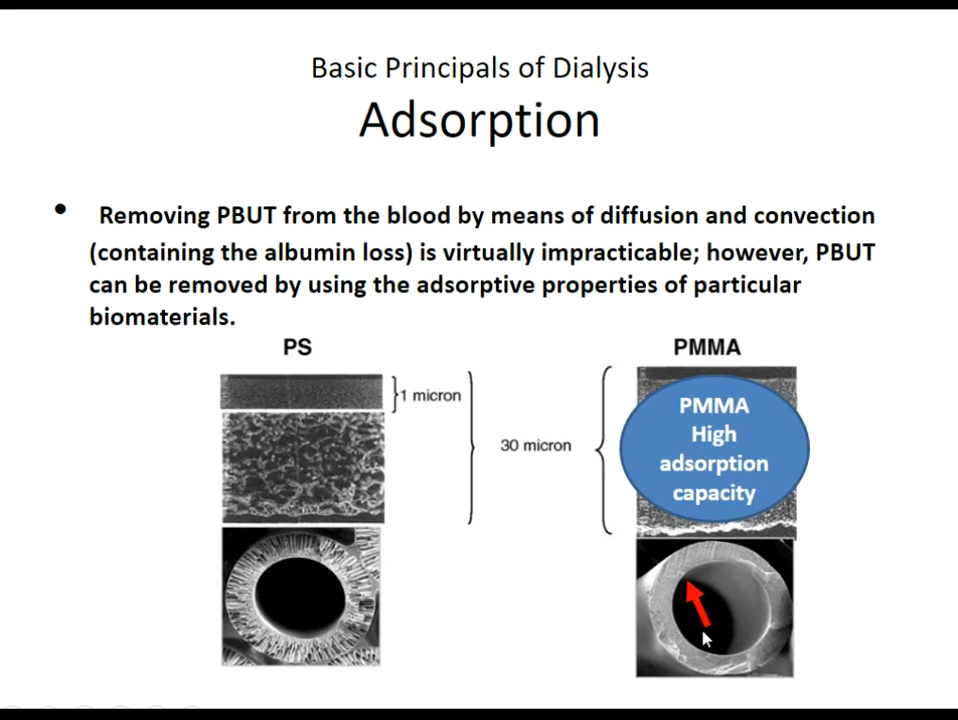 Basic Principals of Dialysis
Adsorption
• Removing PBUT from the blood by means of diffusion and convection
(containing the albumin loss) is virtually impracticable; however, PBUT
can be removed by using the adsorptive properties of particular
biomaterials.
PS
PMMA
1 micron
30 micron
PMMA
High
adsorption
capacity